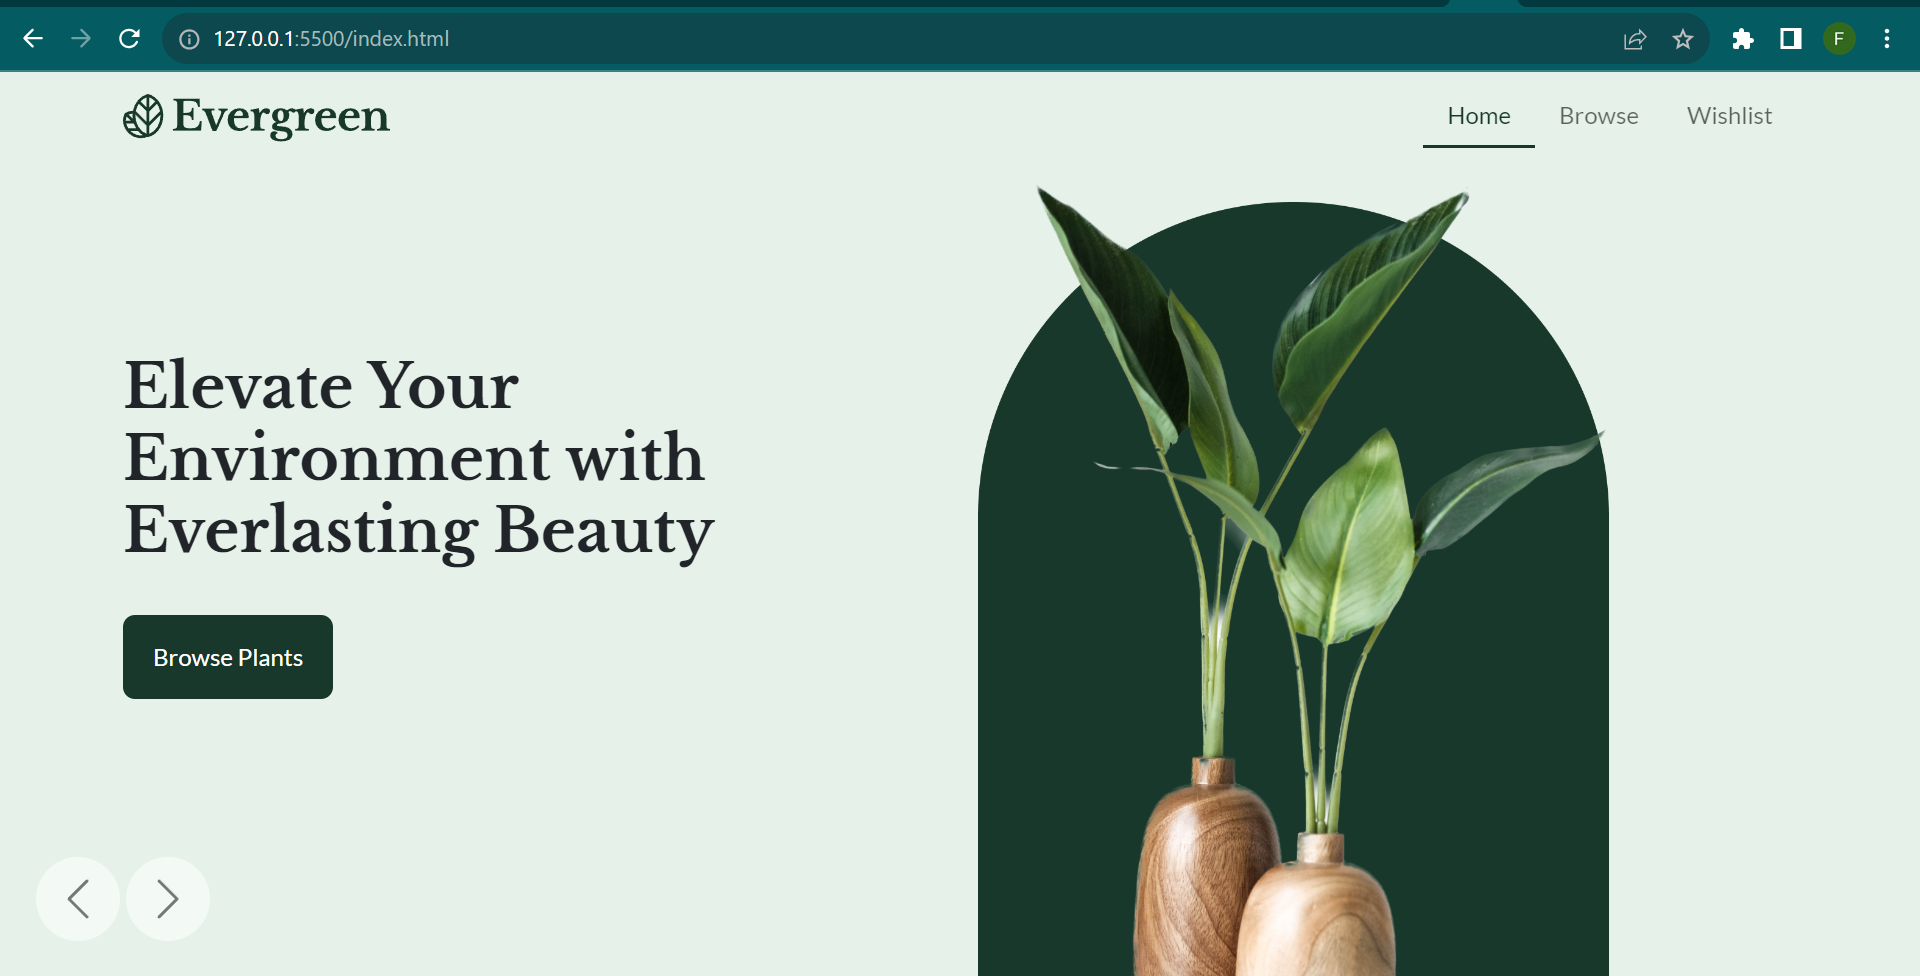 127.0.0.1:5500/index.html
F
Evergreen
Home Browse Wishlist
Elevate Your
Environment with
Everlasting Beauty
Browse Plants